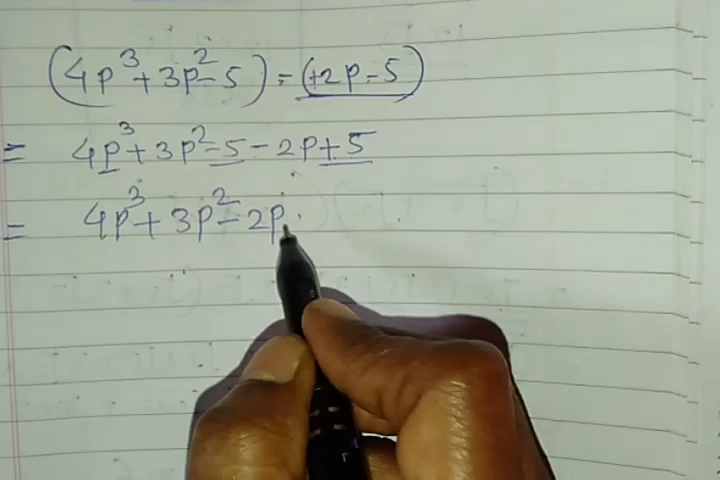 (4p³+3p²-5)=(+2p-5)
= 4p³+3p²-5-2p+5
= 4p³+3p²-2p